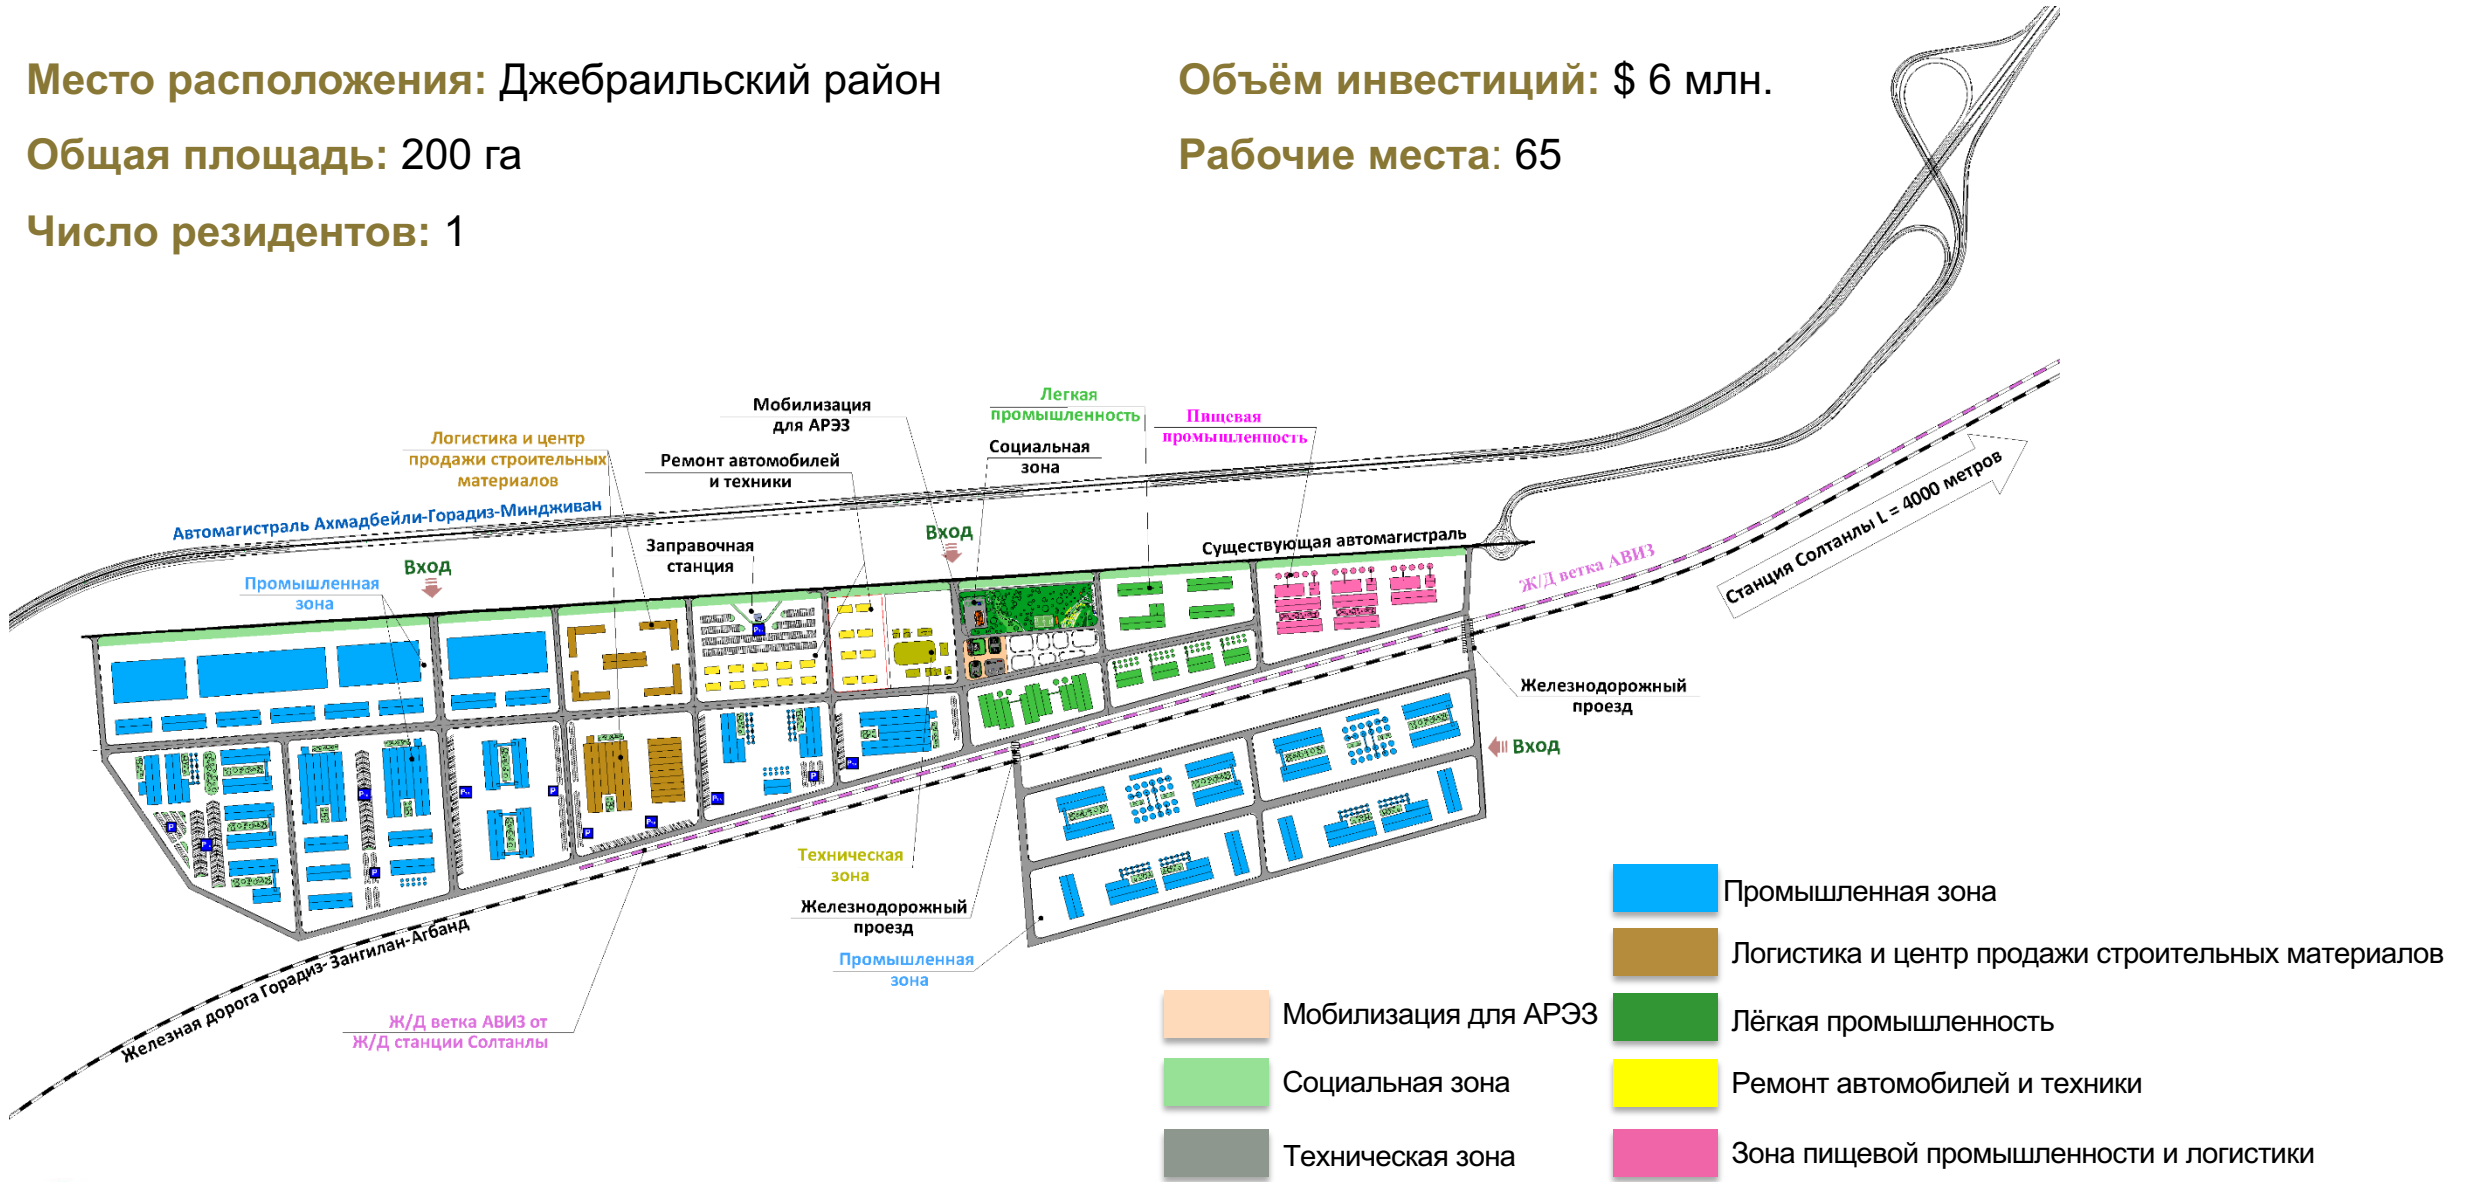 Место расположения: Джебраильский район
Общая площадь: 200 га
Число резидентов: 1
Объём инвестиций: $ 6 млн.
Рабочие места: 65
Мобилизация
для АРЭЗ
Легкая
промышленность
Пищевая
промышленность
Логистика и центр
продажи строительных
материалов
Ремонт автомобилей
и техники
Социальная
зона
Автомагистраль Ахмадбейли-Горадиз-Миндживан
Вход
Заправочная
станция
Существующая автомагистраль
Вход
Промышленная
зона
Ж/Д ветка АВИЗ
Станция Солтанлы L = 4000 метров
Железнодорожный
проезд
Вход
Техническая
зона
Железнодорожный
проезд
Промышленная
зона
Железная дорога Горадиз-Зангилан-Агбанд
Ж/Д ветка АВИЗ от
Ж/Д станции Солтанлы
Мобилизация для АРЭЗ
Социальная зона
Техническая зона
Промышленная зона
Логистика и центр продажи строительных материалов
Лёгкая промышленность
Ремонт автомобилей и техники
Зона пищевой промышленности и логистики